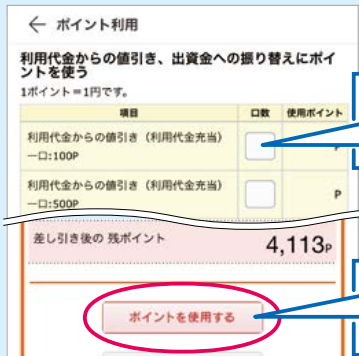 ← ポイント利用
利用代金からの値引き、出資金への振り替えにポイ
ントを使う
1ポイント=1円です。
項目 口数 使用ポイント
利用代金からの値引き（利用代金充当）
一口:100P
利用代金からの値引き（利用代金充当）
一口:500P P
差し引き後の 残ポイント 4,113P
ポイントを使用する